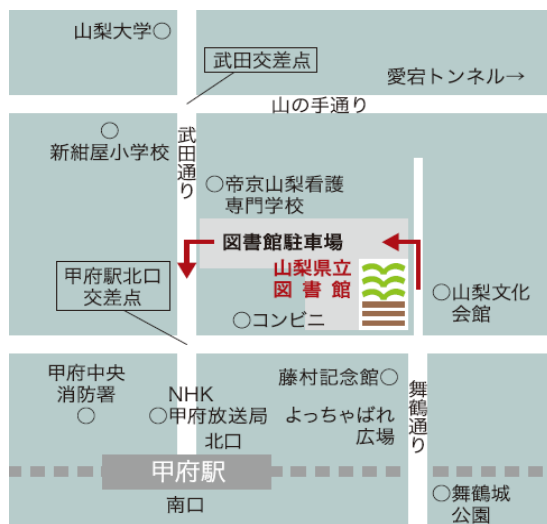 山梨大学○
武田交差点
愛宕トンネル→
山の手通り
○
新紺屋小学校
武田通り
○帝京山梨看護
専門学校
図書館駐車場
山梨県立
図書館
甲府駅北口
交差点
○山梨文化
会館
○コンビニ
甲府中央
消防署
○
NHK
○甲府放送局
藤村記念館○
よっちゃばれ
広場
舞鶴通り
北口
甲府駅
南口
○舞鶴城
公園